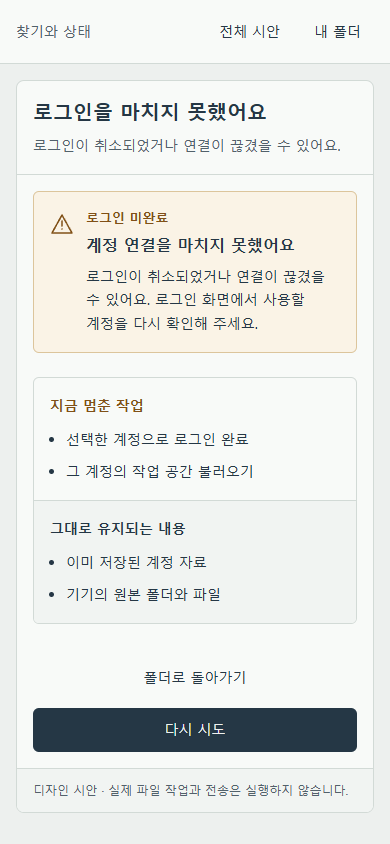 찾기와 상태
전체 시안
내 폴더
로그인을 마치지 못했어요
로그인이 취소되었거나 연결이 끊겼을 수 있어요.
로그인 미완료
계정 연결을 마치지 못했어요
로그인이 취소되었거나 연결이 끊겼을
수 있어요. 로그인 화면에서 사용할
계정을 다시 확인해 주세요.
지금 멈춘 작업
• 선택한 계정으로 로그인 완료
• 그 계정의 작업 공간 불러오기
그대로 유지되는 내용
• 이미 저장된 계정 자료
• 기기의 원본 폴더와 파일
폴더로 돌아가기
다시 시도
디자인 시안 · 실제 파일 작업과 전송은 실행하지 않습니다.